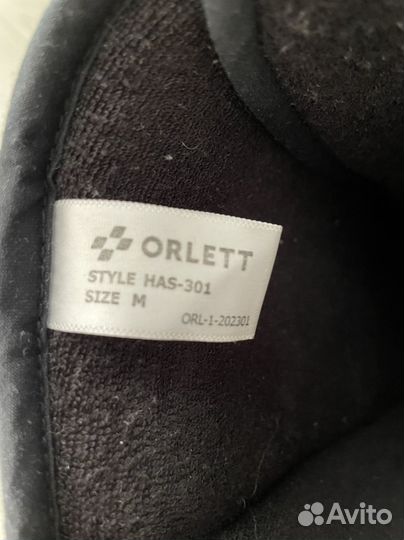 ORLETT
STYLE HAS-301
SIZE M
ORL-1-202301
Avito